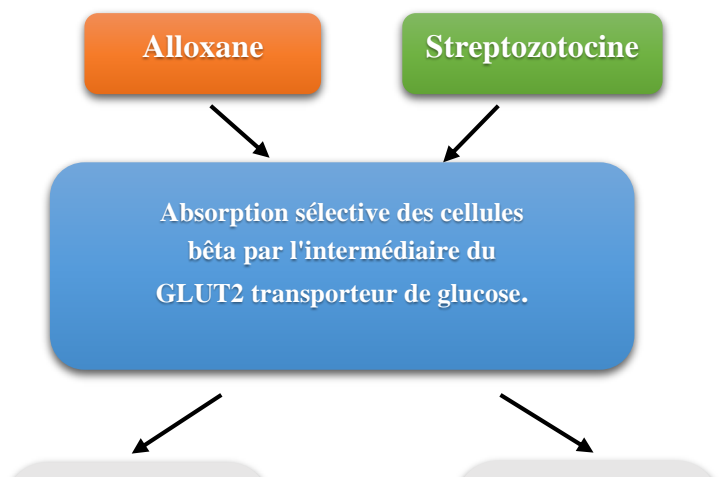 Alloxane
Streptozotocine
Absorption sélective des cellules
bêta par l'intermédiaire du
GLUT2 transporteur de glucose.